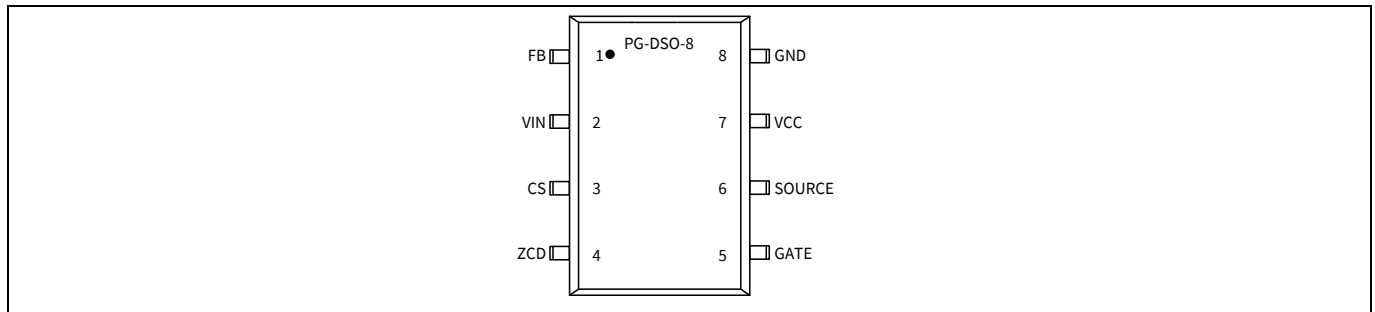 PG-DSO-8
FB 1 8 GND
VIN 2 7 VCC
CS 3 6 SOURCE
ZCD 4 5 GATE